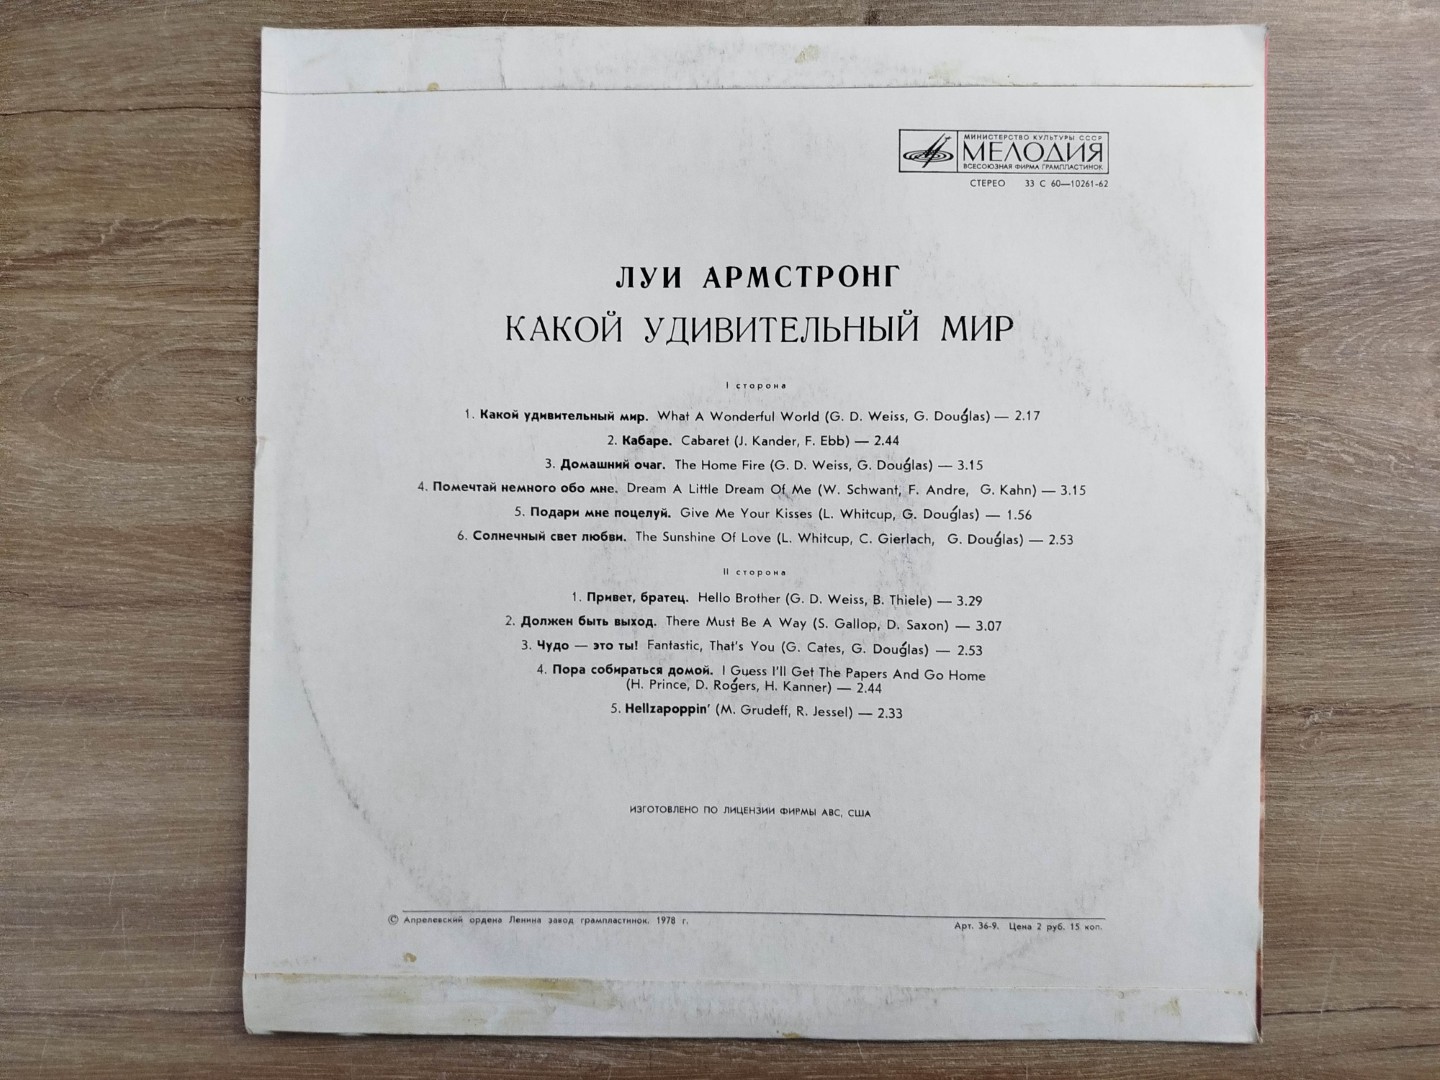 МИНИСТЕРСТВО КУЛЬТУРЫ СССР
МЕЛОДИЯ
ВСЕСОЮЗНАЯ ФИРМА ГРАМПЛАСТИНОК
СТЕРЕО 33 С 60—10261-62
ЛУИ АРМСТРОНГ
КАКОЙ УДИВИТЕЛЬНЫЙ МИР
I сторона
1. Какой удивительный мир. What A Wonderful World (G. D. Weiss, G. Douglas) — 2.17
2. Кабаре. Cabaret (J. Kander, F. Ebb) — 2.44
3. Домашний очаг. The Home Fire (G. D. Weiss, G. Douglas) — 3.15
4. Помечтай немного обо мне. Dream A Little Dream Of Me (W. Schwant, F. Andre, G. Kahn) — 3.15
5. Подари мне поцелуй. Give Me Your Kisses (L. Whitcup, G. Douglas) — 1.56
6. Солнечный свет любви. The Sunshine Of Love (L. Whitcup, C. Gierlach, G. Douglas) — 2.53
II сторона
1. Привет, братец. Hello Brother (G. D. Weiss, B. Thiele) — 3.29
2. Должен быть выход. There Must Be A Way (S. Gallop, D. Saxon) — 3.07
3. Чудо — это ты! Fantastic, That's You (G. Cates, G. Douglas) — 2.53
4. Пора собираться домой. I Guess I'll Get The Papers And Go Home
(H. Prince, D. Rogers, H. Kanner) — 2.44
5. Hellzapoppin' (M. Grudeff, R. Jessel) — 2.33
ИЗГОТОВЛЕНО ПО ЛИЦЕНЗИИ ФИРМЫ ABC, США
© Апрелевский ордена Ленина завод грампластинок. 1978 г.
Арт. 36-9. Цена 2 руб. 15 коп.